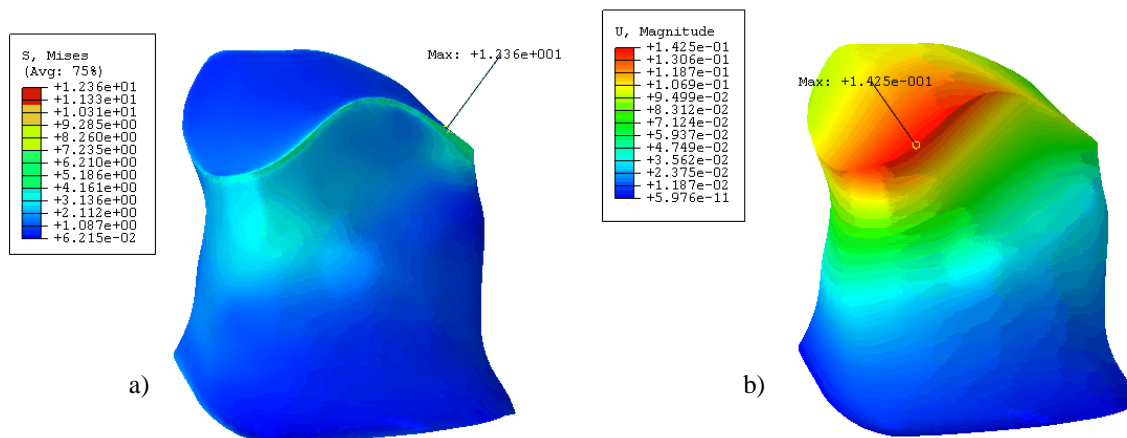 S, Mises
(Avg: 75%)
+1.236e+01
+1.133e+01
+1.031e+01
+9.285e+00
+8.260e+00
+7.235e+00
+6.210e+00
+5.186e+00
+4.161e+00
+3.136e+00
+2.112e+00
+1.087e+00
+6.215e-02
Max: +1.236e+001
a)
U, Magnitude
+1.425e-01
+1.306e-01
+1.187e-01
+1.069e-01
+9.499e-02
+8.312e-02
+7.124e-02
+5.937e-02
+4.749e-02
+3.562e-02
+2.375e-02
+1.187e-02
+5.976e-11
Max: +1.425e-001
b)